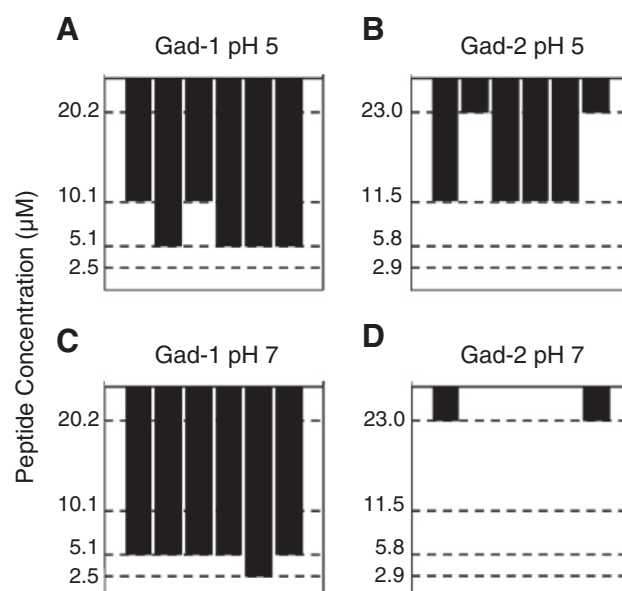 A
Gad-1 pH 5
20.2
10.1
5.1
2.5
B
Gad-2 pH 5
23.0
11.5
5.8
2.9
Peptide Concentration (μM)
C
Gad-1 pH 7
20.2
10.1
5.1
2.5
D
Gad-2 pH 7
23.0
11.5
5.8
2.9